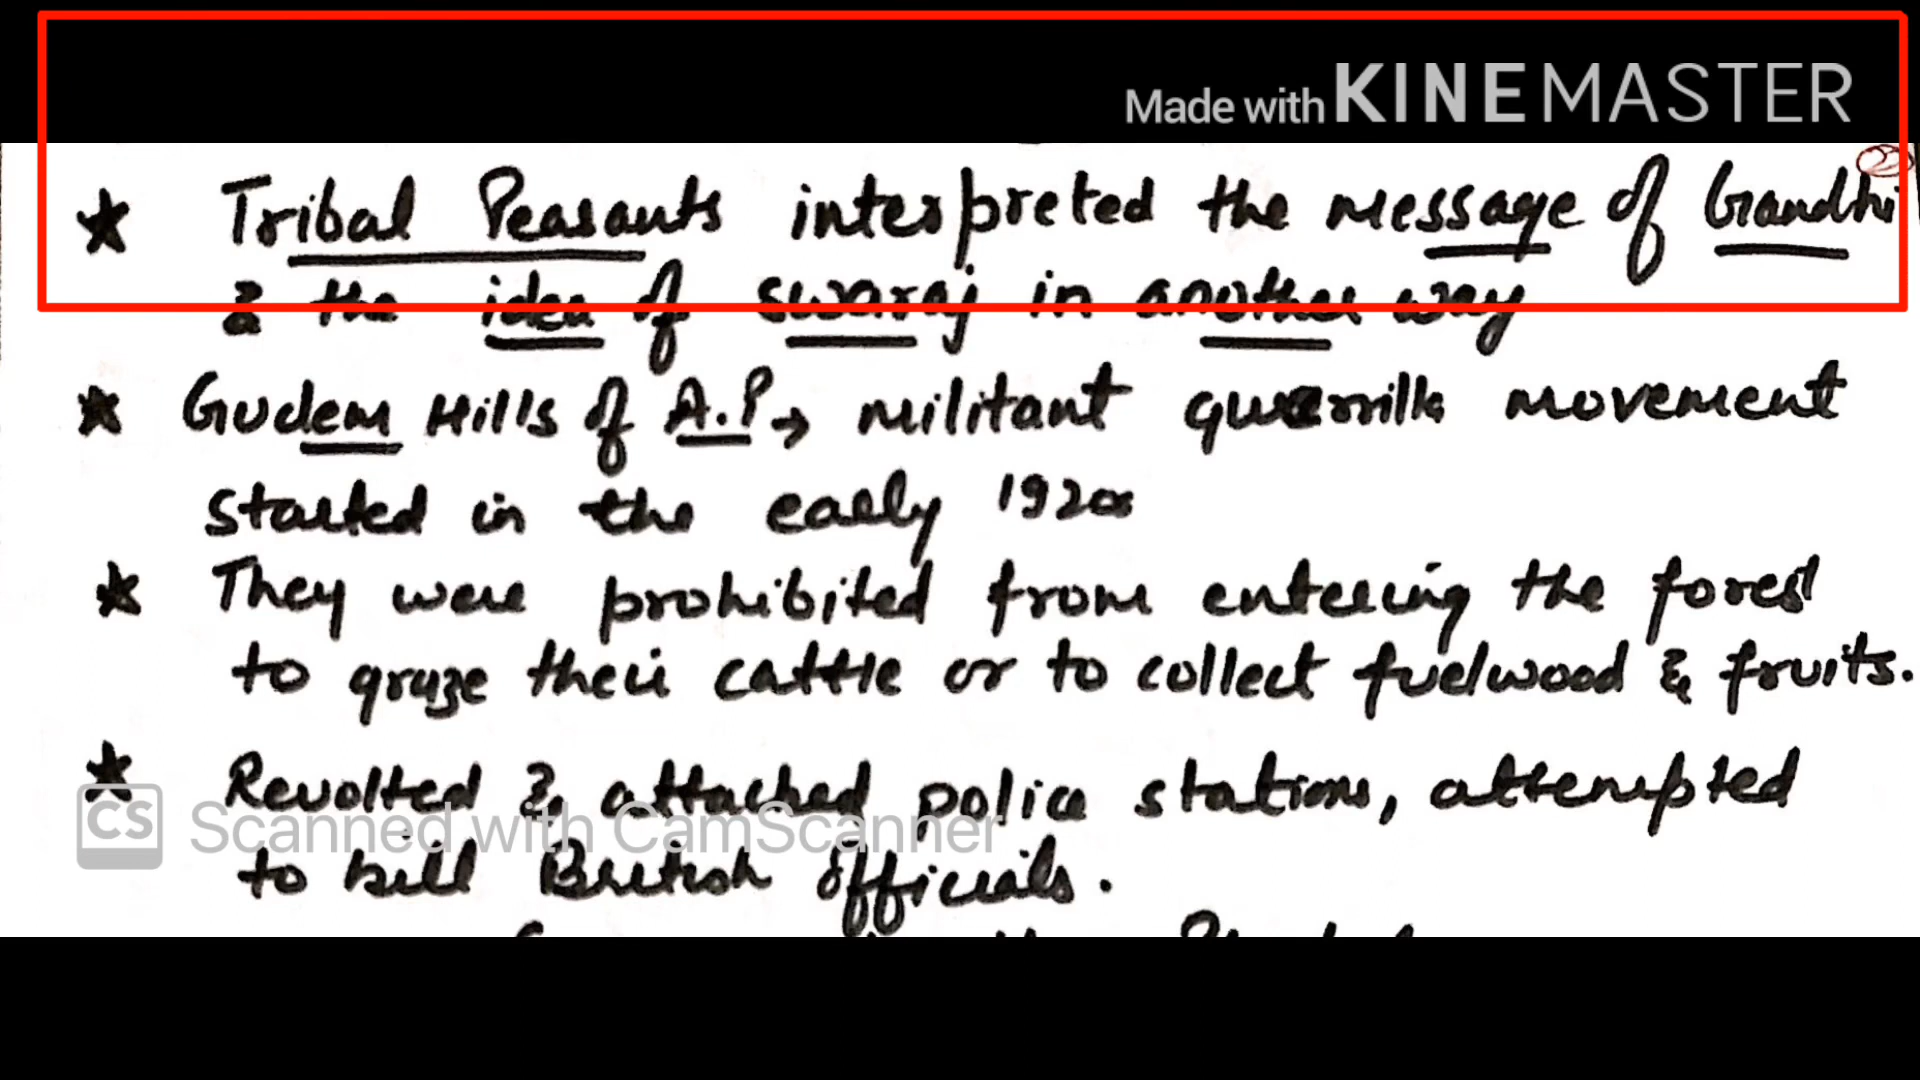 Made with KINEMASTER
★ Tribal Peasants interpreted the message of Gandhi
& the idea of swaraj in another way
★ Gudem Hills of A.P → militant guerrilla movement
started in the early 1920s
★ They were prohibited from entering the forest
to graze their cattle or to collect fuelwood & fruits.
★ Revolted & attached police stations, attempted
to kill British officials.
CS Scanned with CamScanner